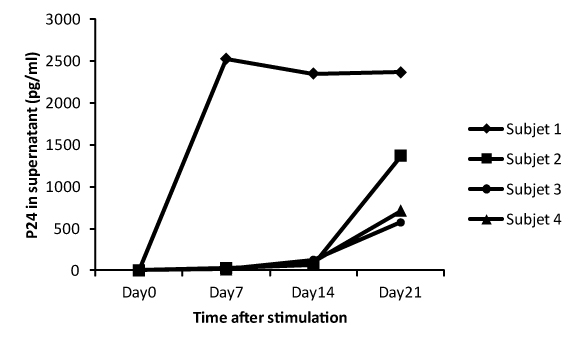 P24 in supernatant (pg/ml)
3000
2500
2000
1500
1000
500
0
Day0 Day7 Day14 Day21
Time after stimulation
Subjet 1
Subjet 2
Subjet 3
Subjet 4